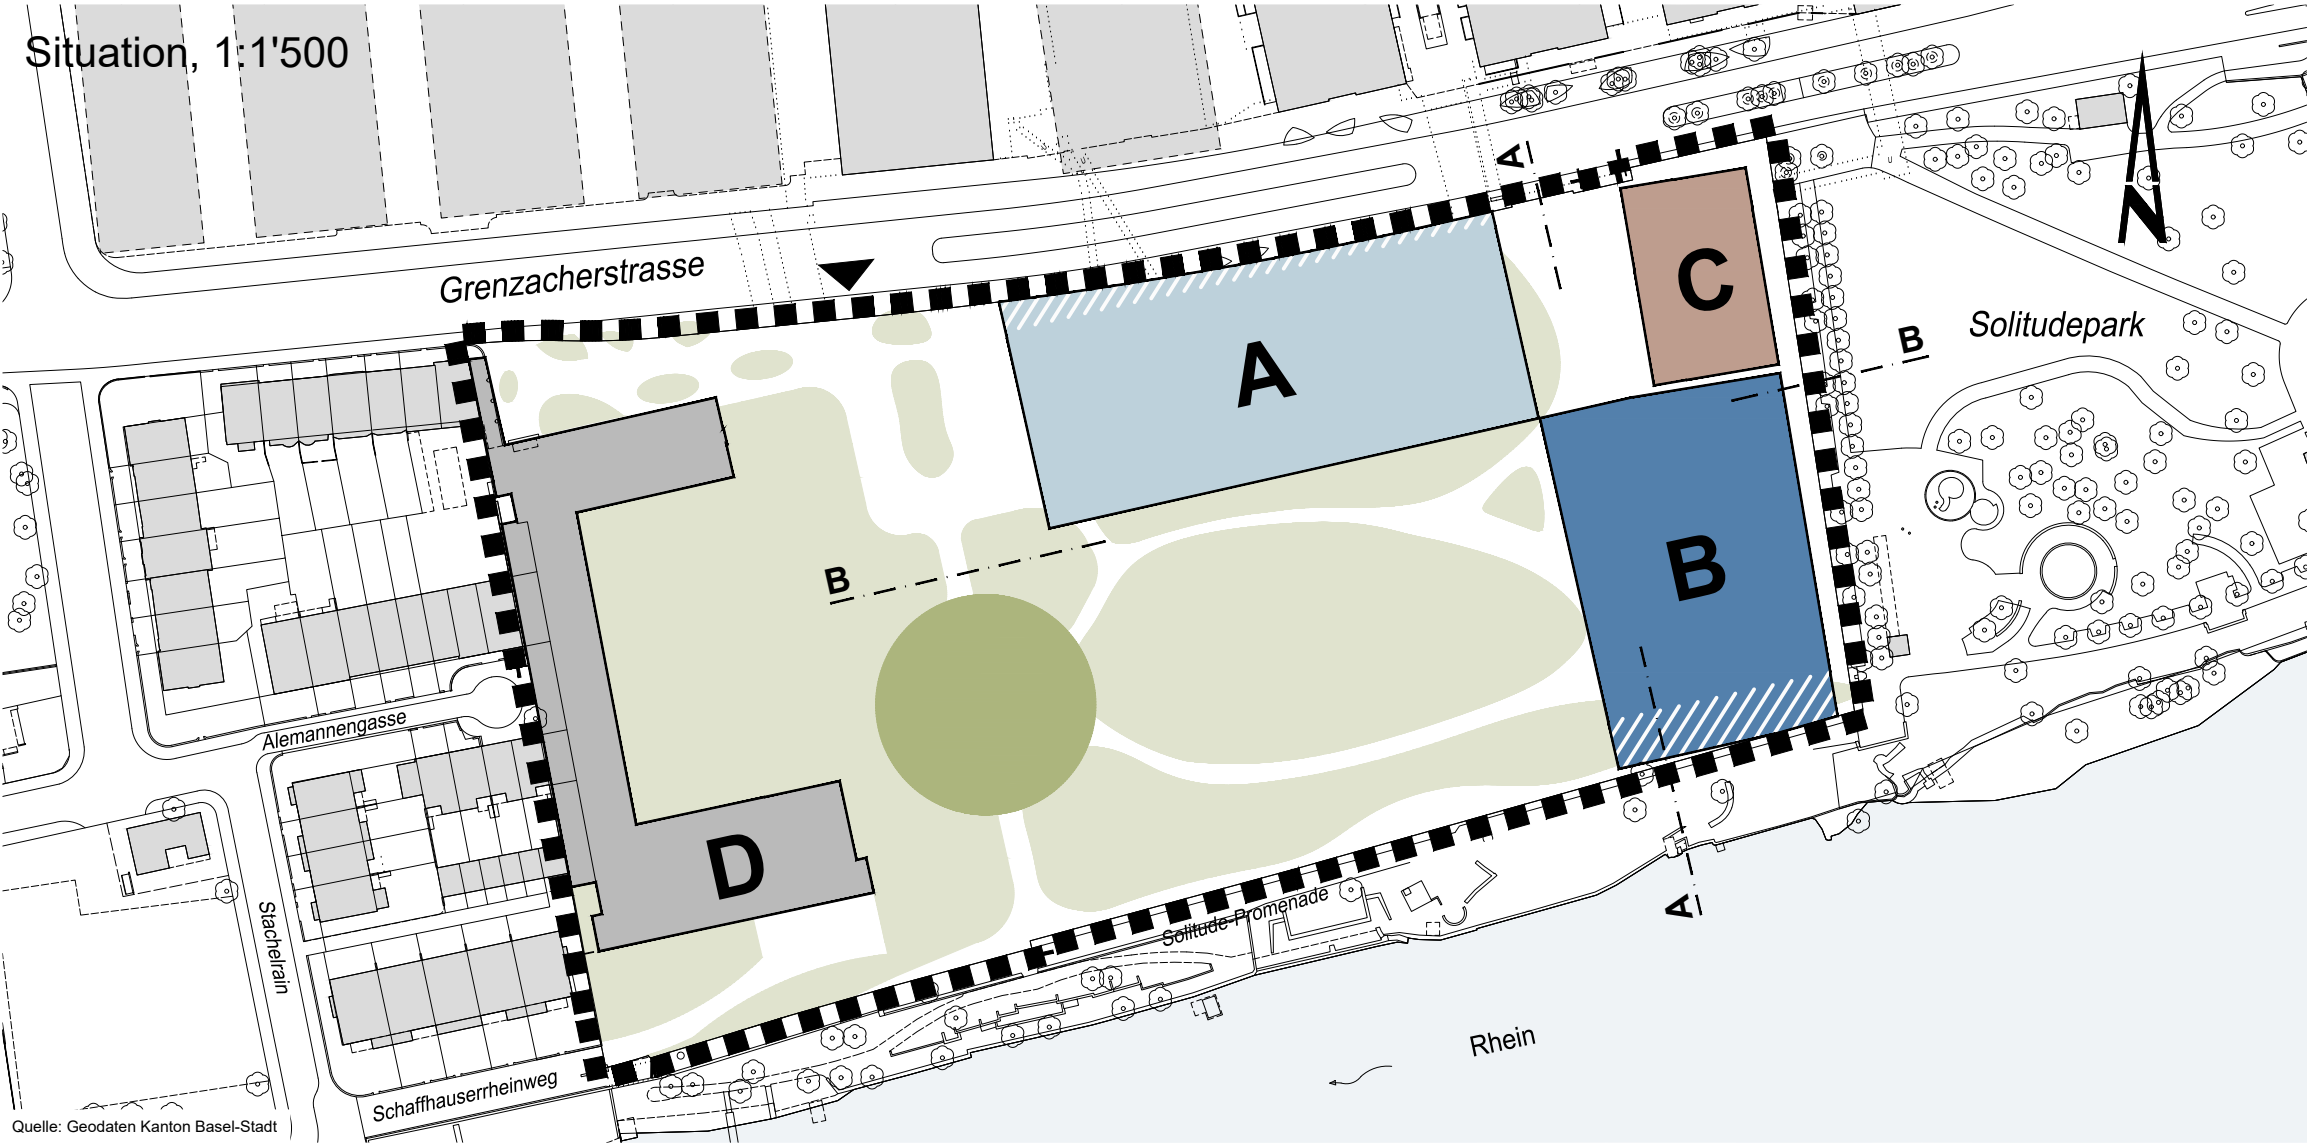 Situation, 1:1'500
A
N
Grenzacherstrasse
C
Solitudepark
B
A
B
B
D
Alemannengasse
A
Stachelrain
Solitude-Promenade
Rhein
Schaffhauserrheinweg
Quelle: Geodaten Kanton Basel-Stadt